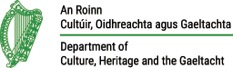 An Roinn
Cultúir, Oidhreachta agus Gaeltachta
Department of
Culture, Heritage and the Gaeltacht